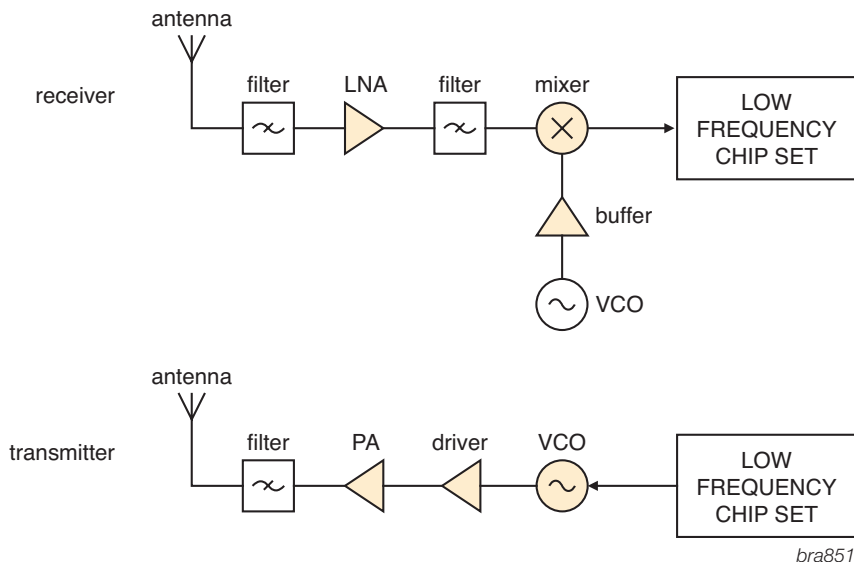 antenna
receiver
filter
LNA
filter
mixer
LOW
FREQUENCY
CHIP SET
buffer
VCO
antenna
transmitter
filter
PA
driver
VCO
LOW
FREQUENCY
CHIP SET
bra851